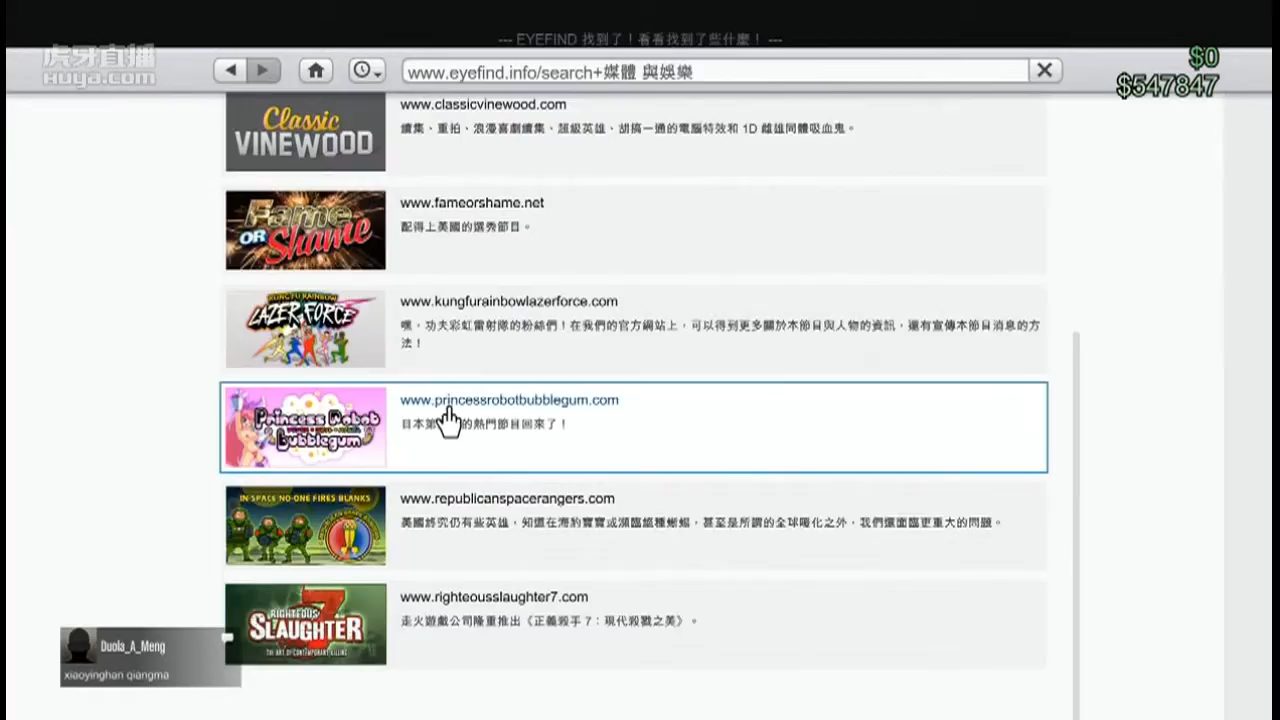 --- EYEFIND 找到了！看看找到了些什麼！ ---
虎牙直播
HUYA.com
www.eyefind.info/search+媒體 與娛樂
$0
$547847
Classic
VINEWOOD
www.classicvinewood.com
續集、重拍、浪漫喜劇續集、超級英雄、胡搞一通的電腦特效和 1D 雌雄同體吸血鬼。
Fame
OR
Shame
www.fameorshame.net
配得上美國的選秀節目。
KUNG FU RAINBOW
LAZER FORCE
www.kungfurainbowlazerforce.com
嘿，功夫彩虹雷射隊的粉絲們！在我們的官方網站上，可以得到更多關於本節目與人物的資訊，還有宣傳本節目消息的方
法！
Princess Robot
Bubblegum
www.princessrobotbubblegum.com
日本第 的熱門節目回來了！
IN SPACE NO-ONE FIRES BLANKS
www.republicanspacerangers.com
美國終究仍有些英雄，知道在海豹寶寶或瀕臨絕種蜥蜴，甚至是所謂的全球暖化之外，我們還面臨更重大的問題。
RIGHTEOUS
SLAUGHTER
7
THE ART OF CONTEMPORARY KILLING
www.righteousslaughter7.com
走火遊戲公司隆重推出《正義殺手 7：現代殺戮之美》。
Duola_A_Meng
xiaoyinghan qiangma